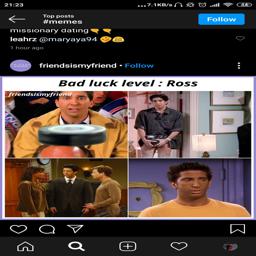 21:23
7.1KB/s
Top posts
#memes
Follow
missionary dating
leahrz @maryaya94
1 hour ago
friendsismyfriend • Follow
Bad luck level : Ross
friendsismyfriend